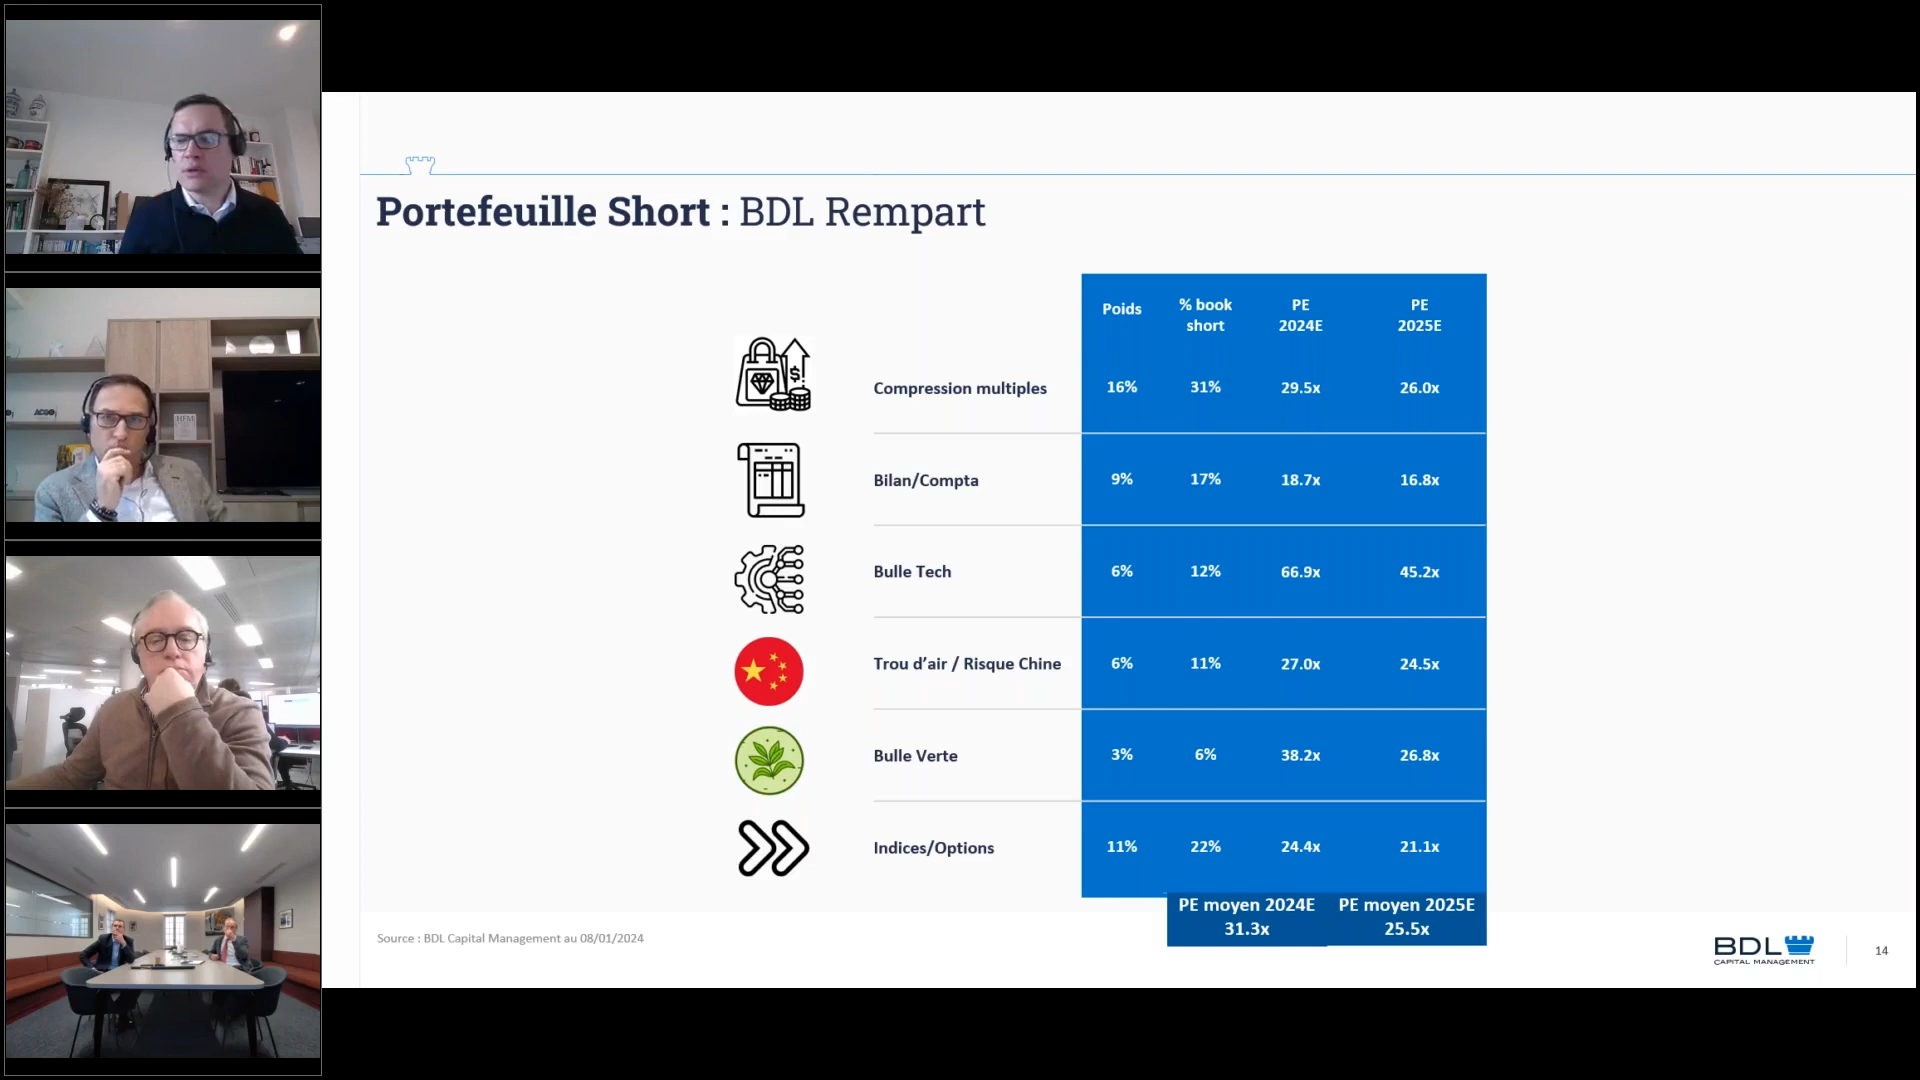 Portefeuille Short : BDL Rempart
Poids
% book
short
PE
2024E
PE
2025E
Compression multiples 16% 31% 29.5x 26.0x
Bilan/Compta 9% 17% 18.7x 16.8x
Bulle Tech 6% 12% 66.9x 45.2x
Trou d’air / Risque Chine 6% 11% 27.0x 24.5x
Bulle Verte 3% 6% 38.2x 26.8x
Indices/Options 11% 22% 24.4x 21.1x
PE moyen 2024E
31.3x
PE moyen 2025E
25.5x
Source : BDL Capital Management au 08/01/2024
BDL
CAPITAL MANAGEMENT
14
HFM